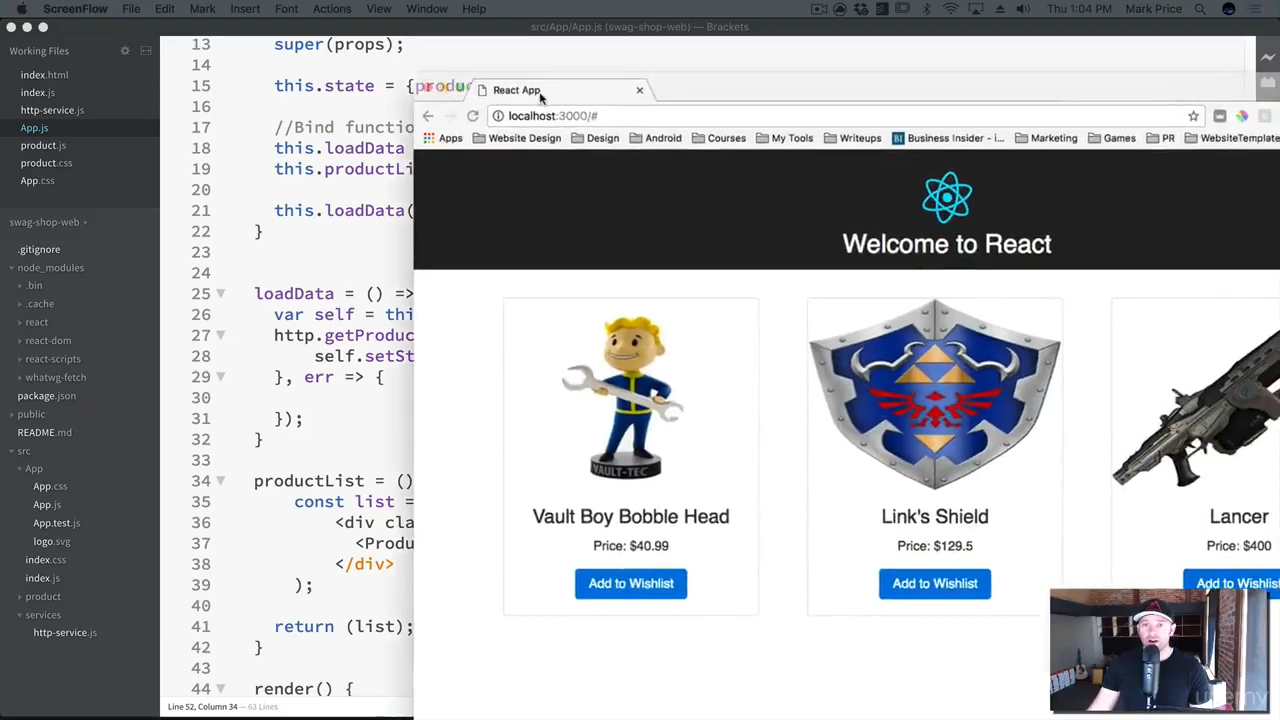 ScreenFlow File Edit Mark Insert Font Actions View Window Help Thu 1:04 PM Mark Price
src/App/App.js (swag-shop-web) — Brackets
Working Files
index.html
index.js
http-service.js
App.js
product.js
product.css
App.css
swag-shop-web
.gitignore
node_modules
.bin
.cache
react
react-dom
react-scripts
whatwg-fetch
package.json
public
README.md
src
App
App.css
App.js
App.test.js
logo.svg
index.css
index.js
product
services
http-service.js
13 super(props);
14
15 this.state = {produc
16
17 //Bind functio
18 this.loadData
19 this.productLi
20
21 this.loadData(
22 }
23
24
25 loadData = () =>
26 var self = thi
27 http.getProduc
28 self.setSt
29 }, err => {
30
31 });
32 }
33
34 productList = ()
35 const list =
36 <div cla
37 <Produ
38 </div>
39 );
40
41 return (list);
42 }
43
44 render() {
Line 52, Column 34 — 63 Lines
React App
localhost:3000/#
Apps Website Design Design Android Courses My Tools Writeups Business Insider - i... Marketing Games PR WebsiteTempla
Welcome to React
VAULT-TEC
Vault Boy Bobble Head
Price: $40.99
Add to Wishlist
Link's Shield
Price: $129.5
Add to Wishlist
Lancer
Price: $400
Add to Wishlis
udemy